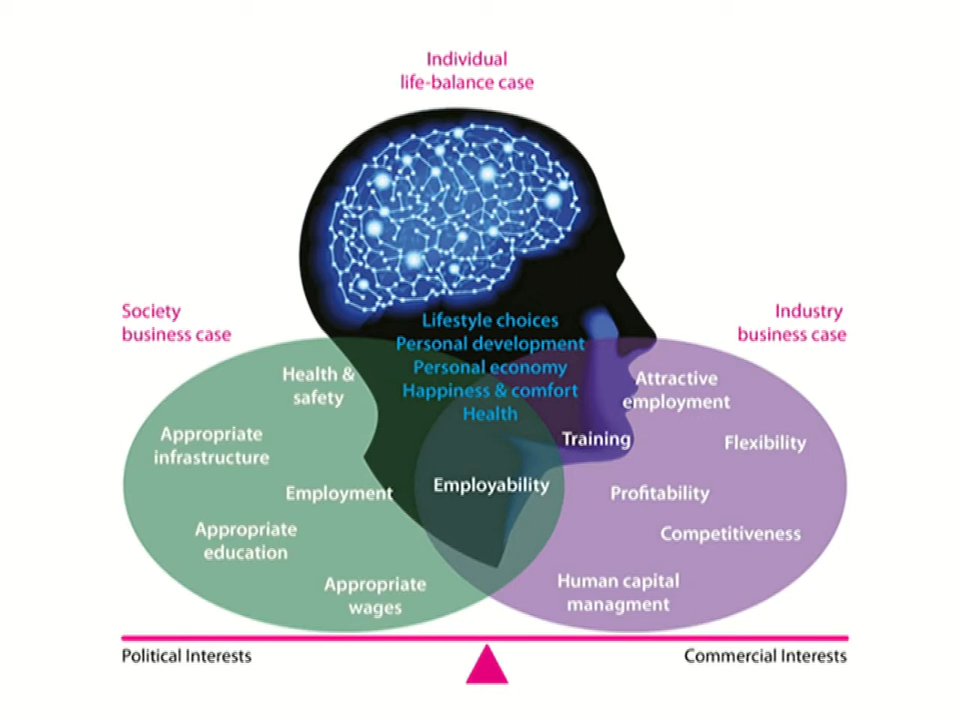 Individual
life-balance case
Society
business case
Industry
business case
Lifestyle choices
Personal development
Personal economy
Happiness & comfort
Health
Health &
safety
Appropriate
infrastructure
Employment
Appropriate
education
Appropriate
wages
Employability
Attractive
employment
Training
Flexibility
Profitability
Competitiveness
Human capital
managment
Political Interests
Commercial Interests